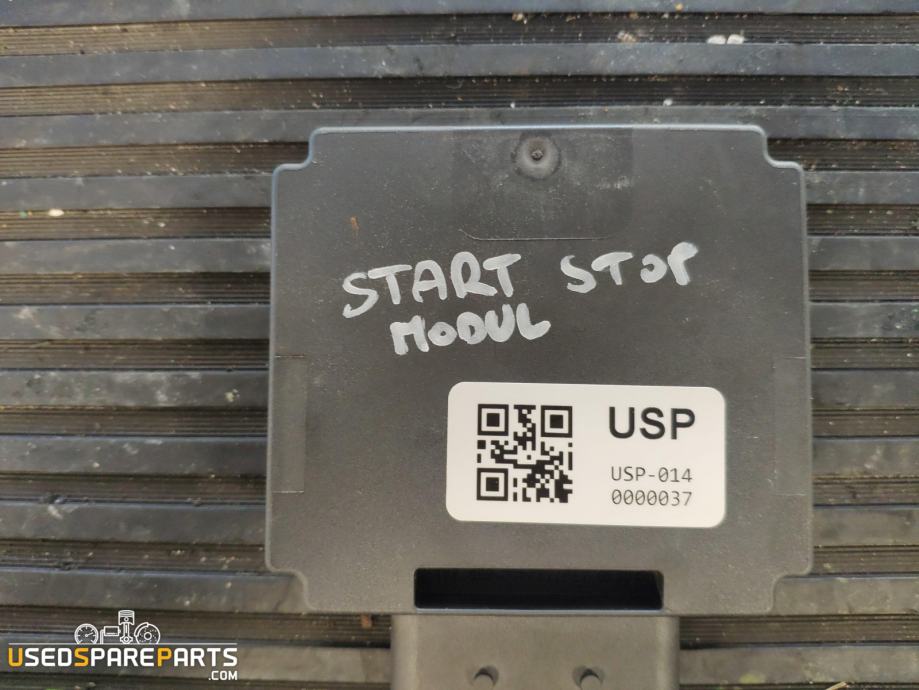 START STOP
MODUL
USP
USP-014
0000037
USEDSPAREPARTS
.COM